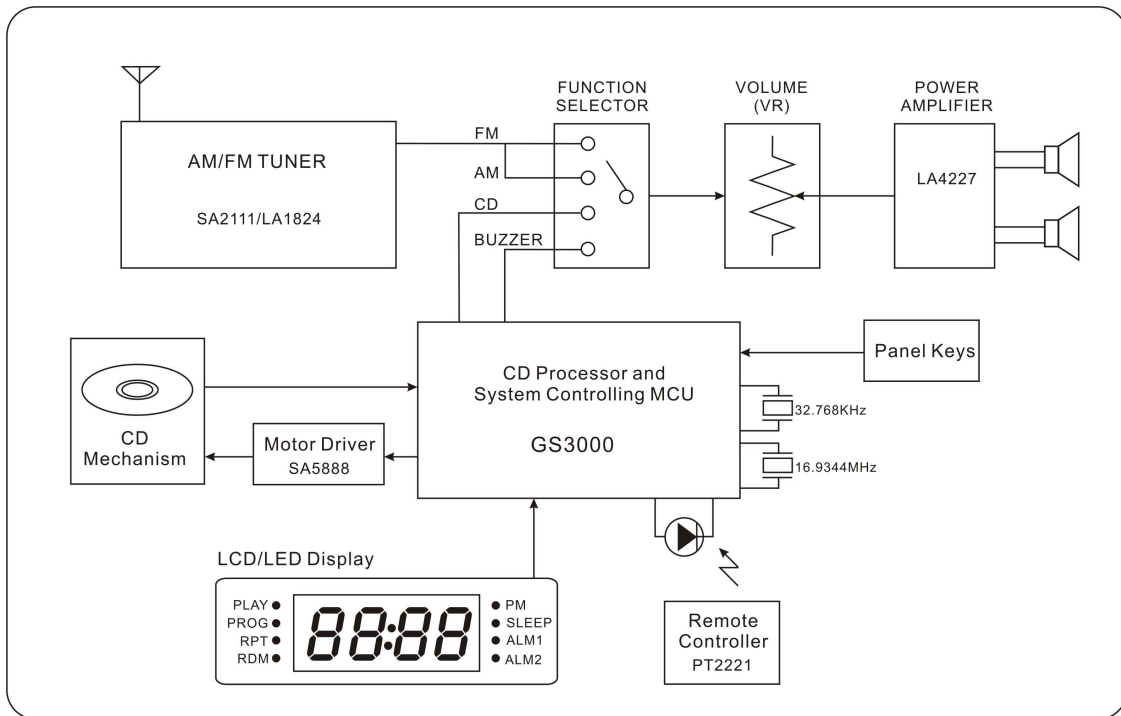 FUNCTION
SELECTOR
VOLUME
(VR)
POWER
AMPLIFIER
AM/FM TUNER
SA2111/LA1824
FM
AM
CD
BUZZER
LA4227
CD Processor and
System Controlling MCU
GS3000
Panel Keys
32.768KHz
16.9344MHz
CD
Mechanism
Motor Driver
SA5888
LCD/LED Display
PLAY
PROG
RPT
RDM
88:88
PM
SLEEP
ALM1
ALM2
Remote
Controller
PT2221